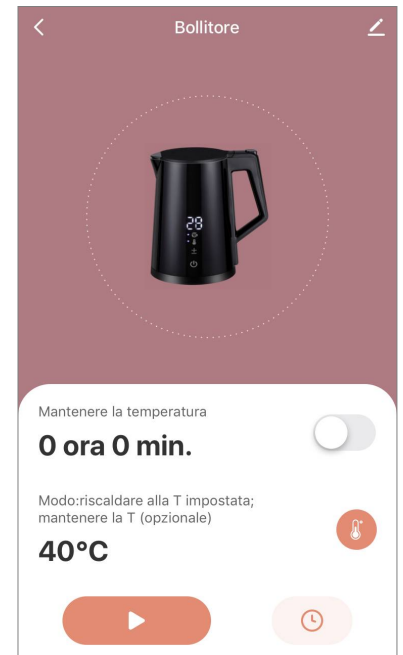 Bollitore
28
Mantenere la temperatura
0 ora 0 min.
Modo:riscaldare alla T impostata;
mantenere la T (opzionale)
40°C